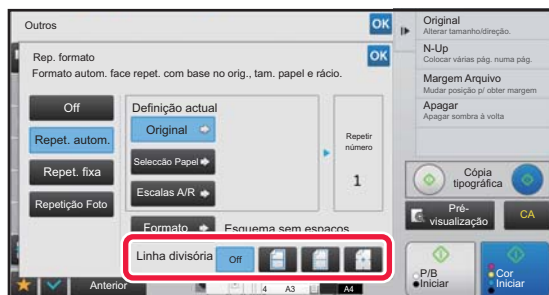 Outros
OK
Rep. formato
OK
Formato autom. face repet. com base no orig., tam. papel e rácio.
Off
Repet. autom.
Repet. fixa
Repetição Foto
Definição actual
Original
Seleccão Papel
Escalas A/R
Repetir
número
1
Formato
Esquema sem espaços
Linha divisória
Off
Anterior
4
A3
A4
Original
Alterar tamanho/direção.
N-Up
Colocar várias pág. numa pág.
Margem Arquivo
Mudar posição p/ obter margem
Apagar
Apagar sombra à volta
Cópia
tipográfica
Pré-
visualização
CA
P/B
Iniciar
Cor
Iniciar